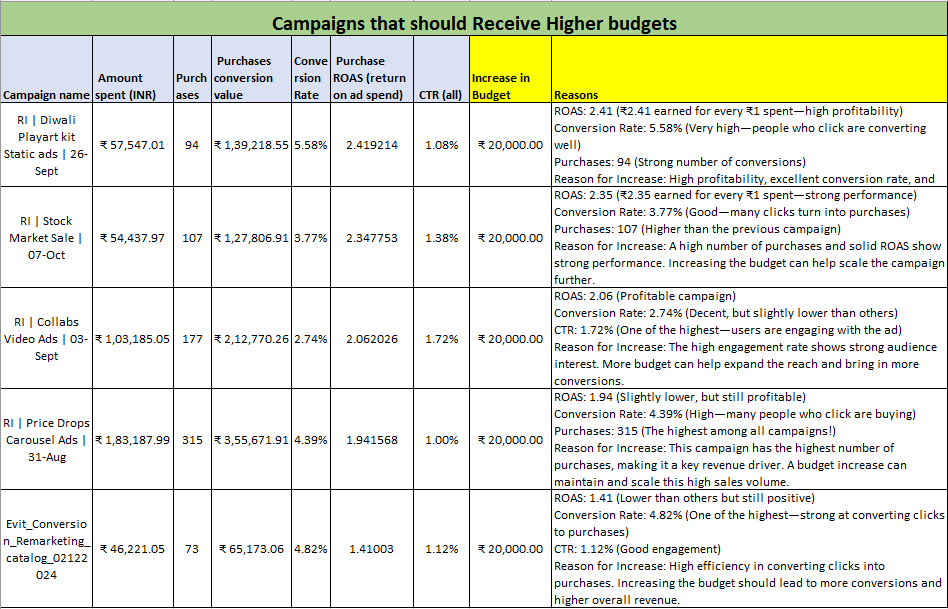 Campaigns that should Receive Higher budgets
Campaign name
Amount
spent (INR)
Purch
ases
Purchases
conversion
value
Conve
rsion
Rate
Purchase
ROAS (return
on ad spend)
CTR (all)
Increase in
Budget
Reasons
RI | Diwali
Playart kit
Static ads | 26-
Sept
₹ 57,547.01
94
₹ 1,39,218.55
5.58%
2.419214
1.08%
₹ 20,000.00
ROAS: 2.41 (₹2.41 earned for every ₹1 spent—high profitability)
Conversion Rate: 5.58% (Very high—people who click are converting
well)
Purchases: 94 (Strong number of conversions)
Reason for Increase: High profitability, excellent conversion rate, and
RI | Stock
Market Sale |
07-Oct
₹ 54,437.97
107
₹ 1,27,806.91
3.77%
2.347753
1.38%
₹ 20,000.00
ROAS: 2.35 (₹2.35 earned for every ₹1 spent—strong performance)
Conversion Rate: 3.77% (Good—many clicks turn into purchases)
Purchases: 107 (Higher than the previous campaign)
Reason for Increase: A high number of purchases and solid ROAS show
strong performance. Increasing the budget can help scale the campaign
further.
RI | Collabs
Video Ads | 03-
Sept
₹ 1,03,185.05
177
₹ 2,12,770.26
2.74%
2.062026
1.72%
₹ 20,000.00
ROAS: 2.06 (Profitable campaign)
Conversion Rate: 2.74% (Decent, but slightly lower than others)
CTR: 1.72% (One of the highest—users are engaging with the ad)
Reason for Increase: The high engagement rate shows strong audience
interest. More budget can help expand the reach and bring in more
conversions.
RI | Price Drops
Carousel Ads |
31-Aug
₹ 1,83,187.99
315
₹ 3,55,671.91
4.39%
1.941568
1.00%
₹ 20,000.00
ROAS: 1.94 (Slightly lower, but still profitable)
Conversion Rate: 4.39% (High—many people who click are buying)
Purchases: 315 (The highest among all campaigns!)
Reason for Increase: This campaign has the highest number of
purchases, making it a key revenue driver. A budget increase can
maintain and scale this high sales volume.
Evit_Conversio
n_Remarketing_
catalog_02122
024
₹ 46,221.05
73
₹ 65,173.06
4.82%
1.41003
1.12%
₹ 20,000.00
ROAS: 1.41 (Lower than others but still positive)
Conversion Rate: 4.82% (One of the highest—strong at converting clicks
to purchases)
CTR: 1.12% (Good engagement)
Reason for Increase: High efficiency in converting clicks into
purchases. Increasing the budget should lead to more conversions and
higher overall revenue.